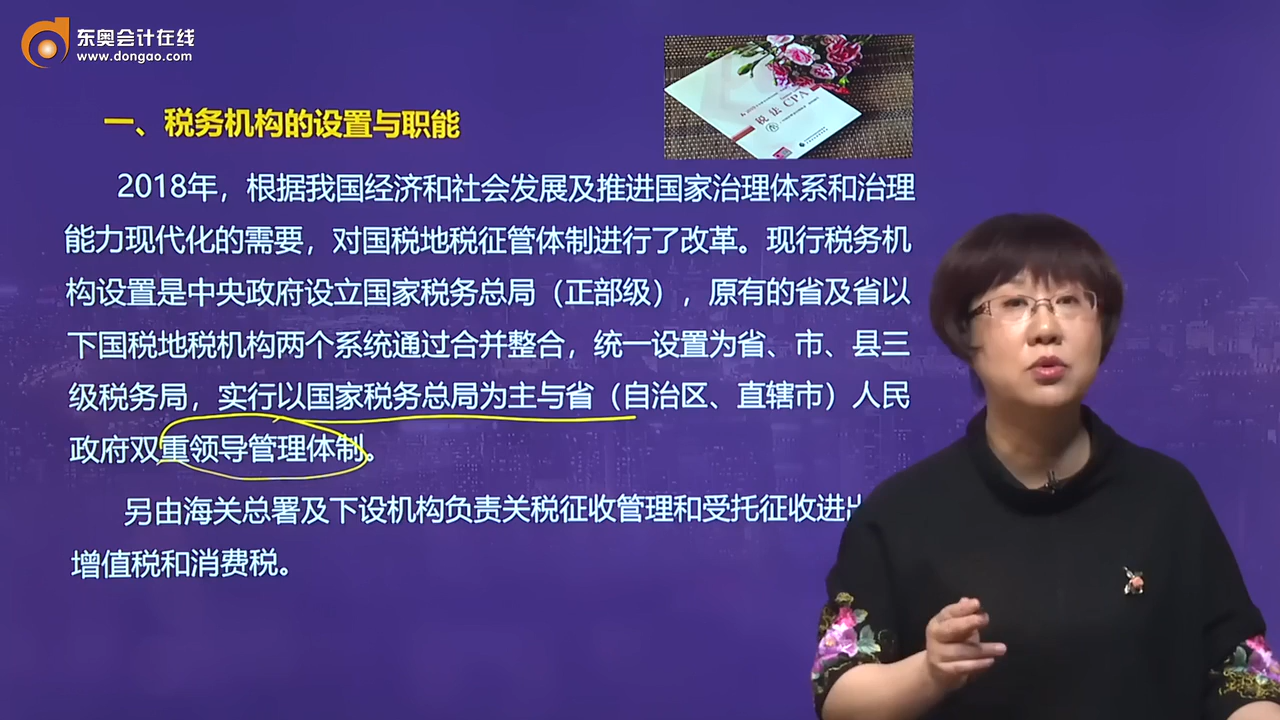 东奥会计在线
www.dongao.com
税法 CPA
一、税务机构的设置与职能
2018年，根据我国经济和社会发展及推进国家治理体系和治理
能力现代化的需要，对国税地税征管体制进行了改革。现行税务机
构设置是中央政府设立国家税务总局（正部级），原有的省及省以
下国税地税机构两个系统通过合并整合，统一设置为省、市、县三
级税务局，实行以国家税务总局为主与省（自治区、直辖市）人民
政府双重领导管理体制。
另由海关总署及下设机构负责关税征收管理和受托征收进出
增值税和消费税。